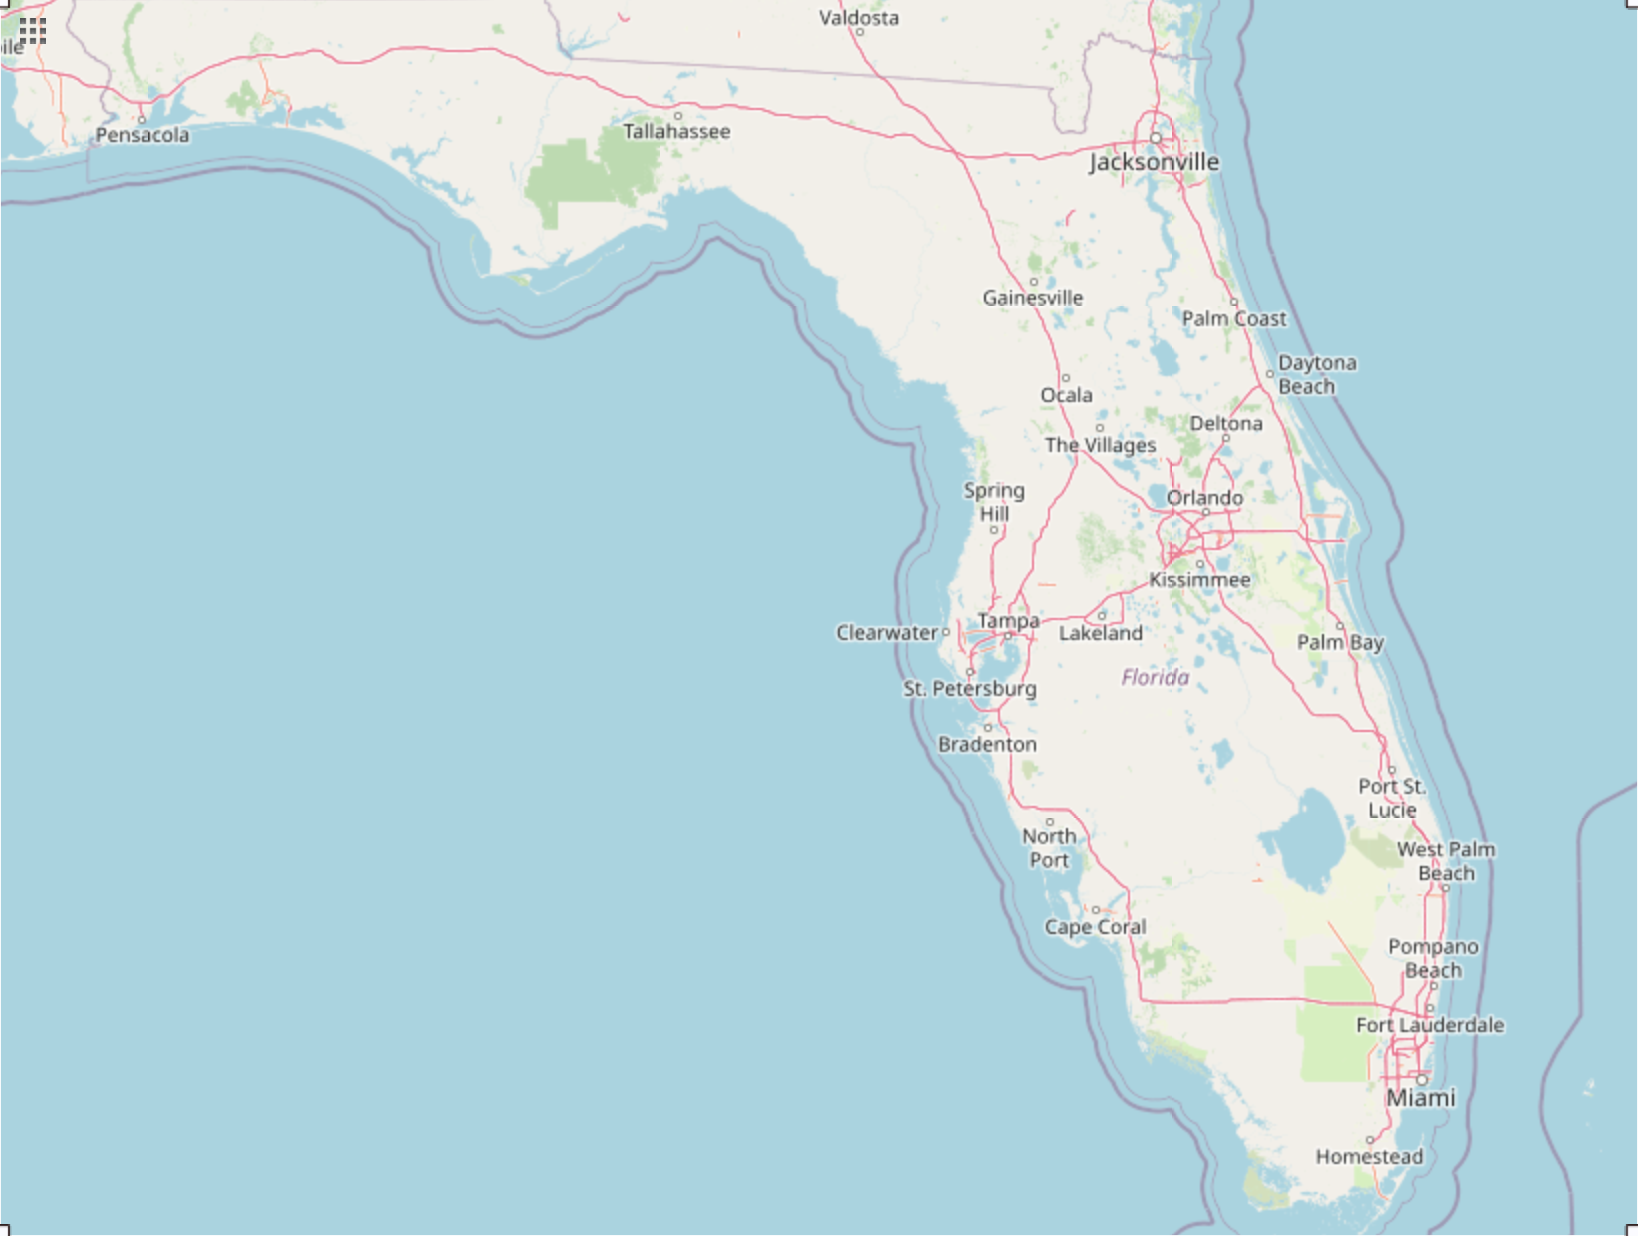 Valdosta
Pensacola
Tallahassee
Jacksonville
Gainesville
Palm Coast
Daytona
Beach
Ocala
Deltona
The Villages
Spring
Hill
Orlando
Kissimmee
Clearwater
Tampa
Lakeland
Palm Bay
Florida
St. Petersburg
Bradenton
Port St.
Lucie
North
Port
West Palm
Beach
Cape Coral
Pompano
Beach
Fort Lauderdale
Miami
Homestead